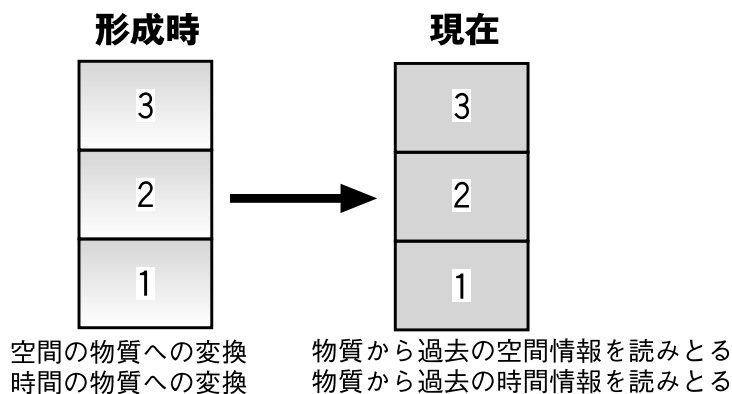 形成時
現在
3
2
1
3
2
1
空間の物質への変換
時間の物質への変換
物質から過去の空間情報を読みとる
物質から過去の時間情報を読みとる